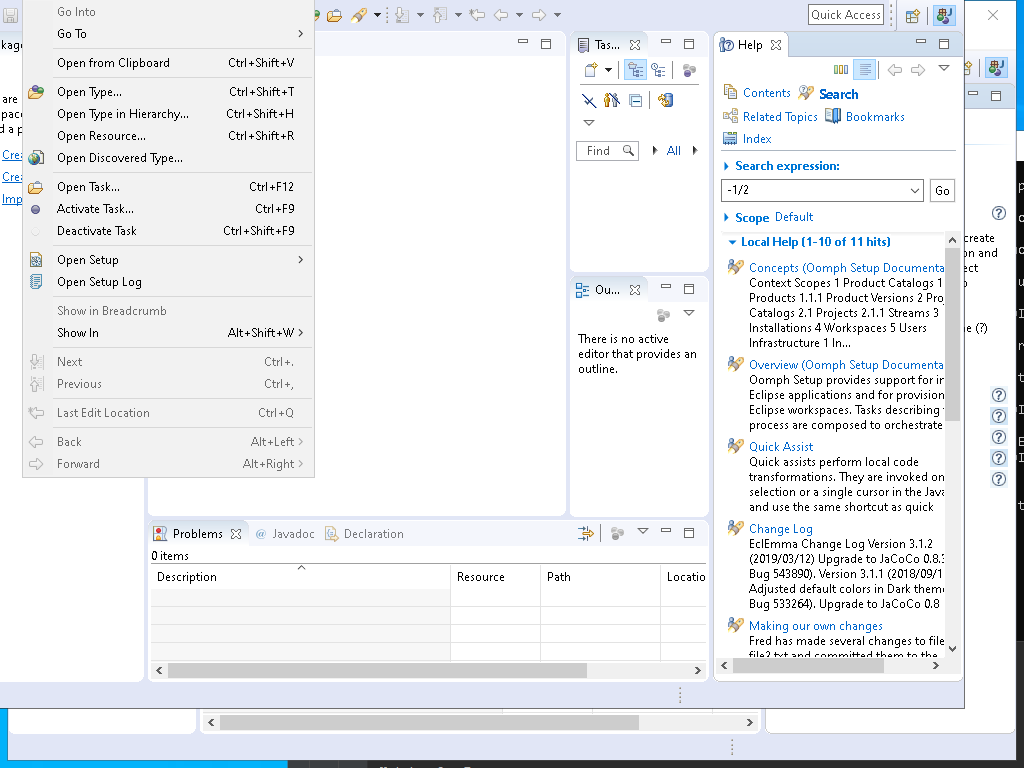 Go Into
Go To
Open from Clipboard Ctrl+Shift+V
Open Type... Ctrl+Shift+T
Open Type in Hierarchy... Ctrl+Shift+H
Open Resource... Ctrl+Shift+R
Open Discovered Type...
Open Task... Ctrl+F12
Activate Task... Ctrl+F9
Deactivate Task Ctrl+Shift+F9
Open Setup
Open Setup Log
Show in Breadcrumb
Show In Alt+Shift+W
Next Ctrl+.
Previous Ctrl+,
Last Edit Location Ctrl+Q
Back Alt+Left
Forward Alt+Right
Quick Access
Tas...
Find
All
Ou...
There is no active
editor that provides an
outline.
Help
Contents Search
Related Topics Bookmarks
Index
Search expression:
-1/2
Go
Scope Default
Local Help (1-10 of 11 hits)
Concepts (Oomph Setup Documenta
Context Scopes 1 Product Catalogs 1
Products 1.1.1 Product Versions 2 Proj
Catalogs 2.1 Projects 2.1.1 Streams 3
Installations 4 Workspaces 5 Users
Infrastructure 1 In...
Overview (Oomph Setup Documenta
Oomph Setup provides support for in
Eclipse applications and for provision
Eclipse workspaces. Tasks describing
process are composed to orchestrate
Quick Assist
Quick assists perform local code
transformations. They are invoked on
selection or a single cursor in the Java
and use the same shortcut as quick
Change Log
EclEmma Change Log Version 3.1.2
(2019/03/12) Upgrade to JaCoCo 0.8.3
Bug 543890). Version 3.1.1 (2018/09/1
Adjusted default colors in Dark theme
Bug 533264). Upgrade to JaCoCo 0.8
Making our own changes
Fred has made several changes to file
file2.txt and committed them to the
Problems Javadoc Declaration
0 items
Description Resource Path Locatio
are
pace
d a p
Crea
Crea
Imp
create
on and
ect
e (?)